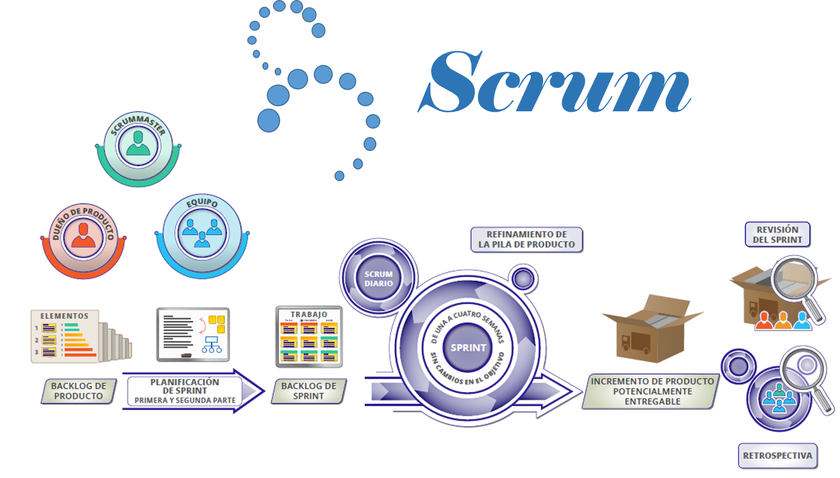 Scrum
SCRUMMASTER
DUEÑO DE PRODUCTO
EQUIPO
REFINAMIENTO DE
LA PILA DE PRODUCTO
REVISIÓN
DEL SPRINT
SCRUM
DIARIO
ELEMENTOS
1
2
3
TRABAJO
DE UNA A CUATRO SEMANAS
SPRINT
SIN CAMBIOS EN EL OBJETIVO
BACKLOG DE
PRODUCTO
PLANIFICACIÓN
DE SPRINT
PRIMERA Y SEGUNDA PARTE
BACKLOG DE
SPRINT
INCREMENTO DE PRODUCTO
POTENCIALMENTE
ENTREGABLE
RETROSPECTIVA